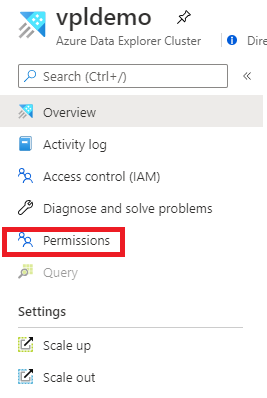 vpldemo
Azure Data Explorer Cluster
Dire
Search (Ctrl+/)
Overview
Activity log
Access control (IAM)
Diagnose and solve problems
Permissions
Query
Settings
Scale up
Scale out